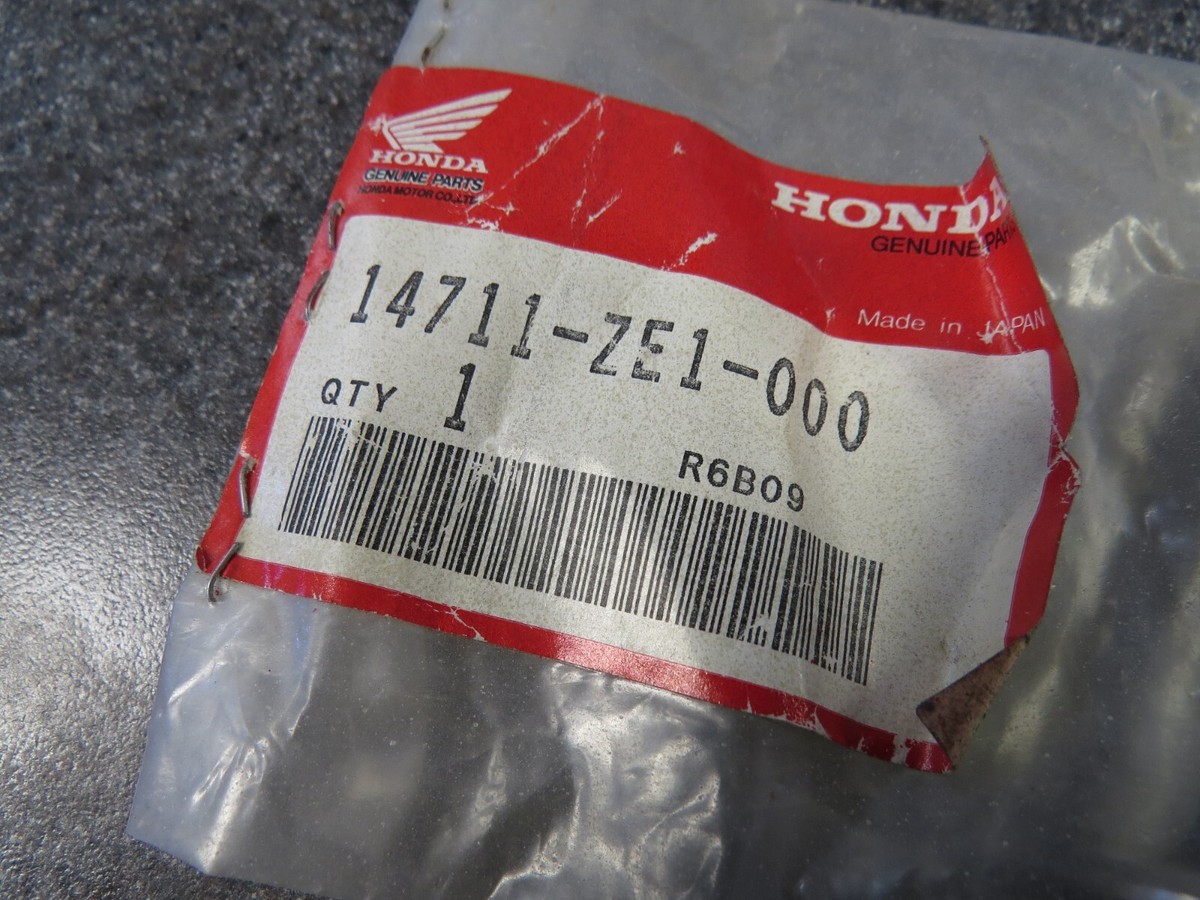 HONDA
GENUINE PARTS
HONDA MOTOR CO.,LTD.
HONDA
GENUINE PARTS
Made in JAPAN
14711-ZE1-000
QTY 1
R6B09